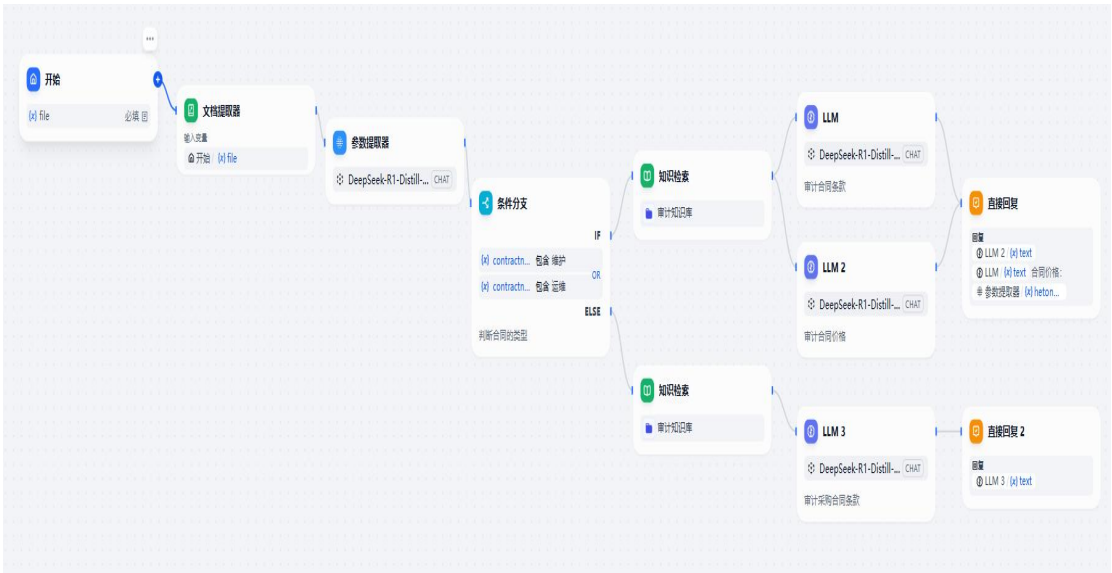 开始
(x) file 必填
文档提取器
输入变量
开始 (x) file
参数提取器
DeepSeek-R1-Distill-... CHAT
条件分支
IF
(x) contractn... 包含 维护
OR
(x) contractn... 包含 运维
ELSE
判断合同的类型
知识检索
审计知识库
知识检索
审计知识库
LLM
DeepSeek-R1-Distill-... CHAT
审计合同条款
LLM 2
DeepSeek-R1-Distill-... CHAT
审计合同价格
LLM 3
DeepSeek-R1-Distill-... CHAT
审计采购合同条款
直接回复
回复
LLM 2 (x) text
LLM (x) text 合同价格:
参数提取器 (x) heton...
直接回复 2
回复
LLM 3 (x) text